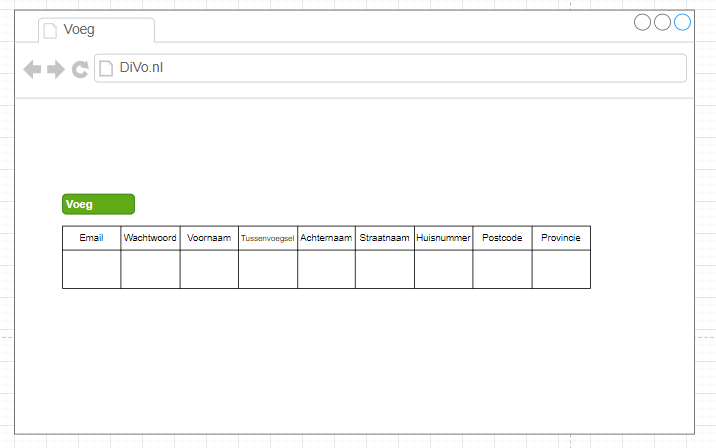 Voeg
DiVo.nl
Voeg
Email Wachtwoord Voornaam Tussenvoegsel Achternaam Straatnaam Huisnummer Postcode Provincie